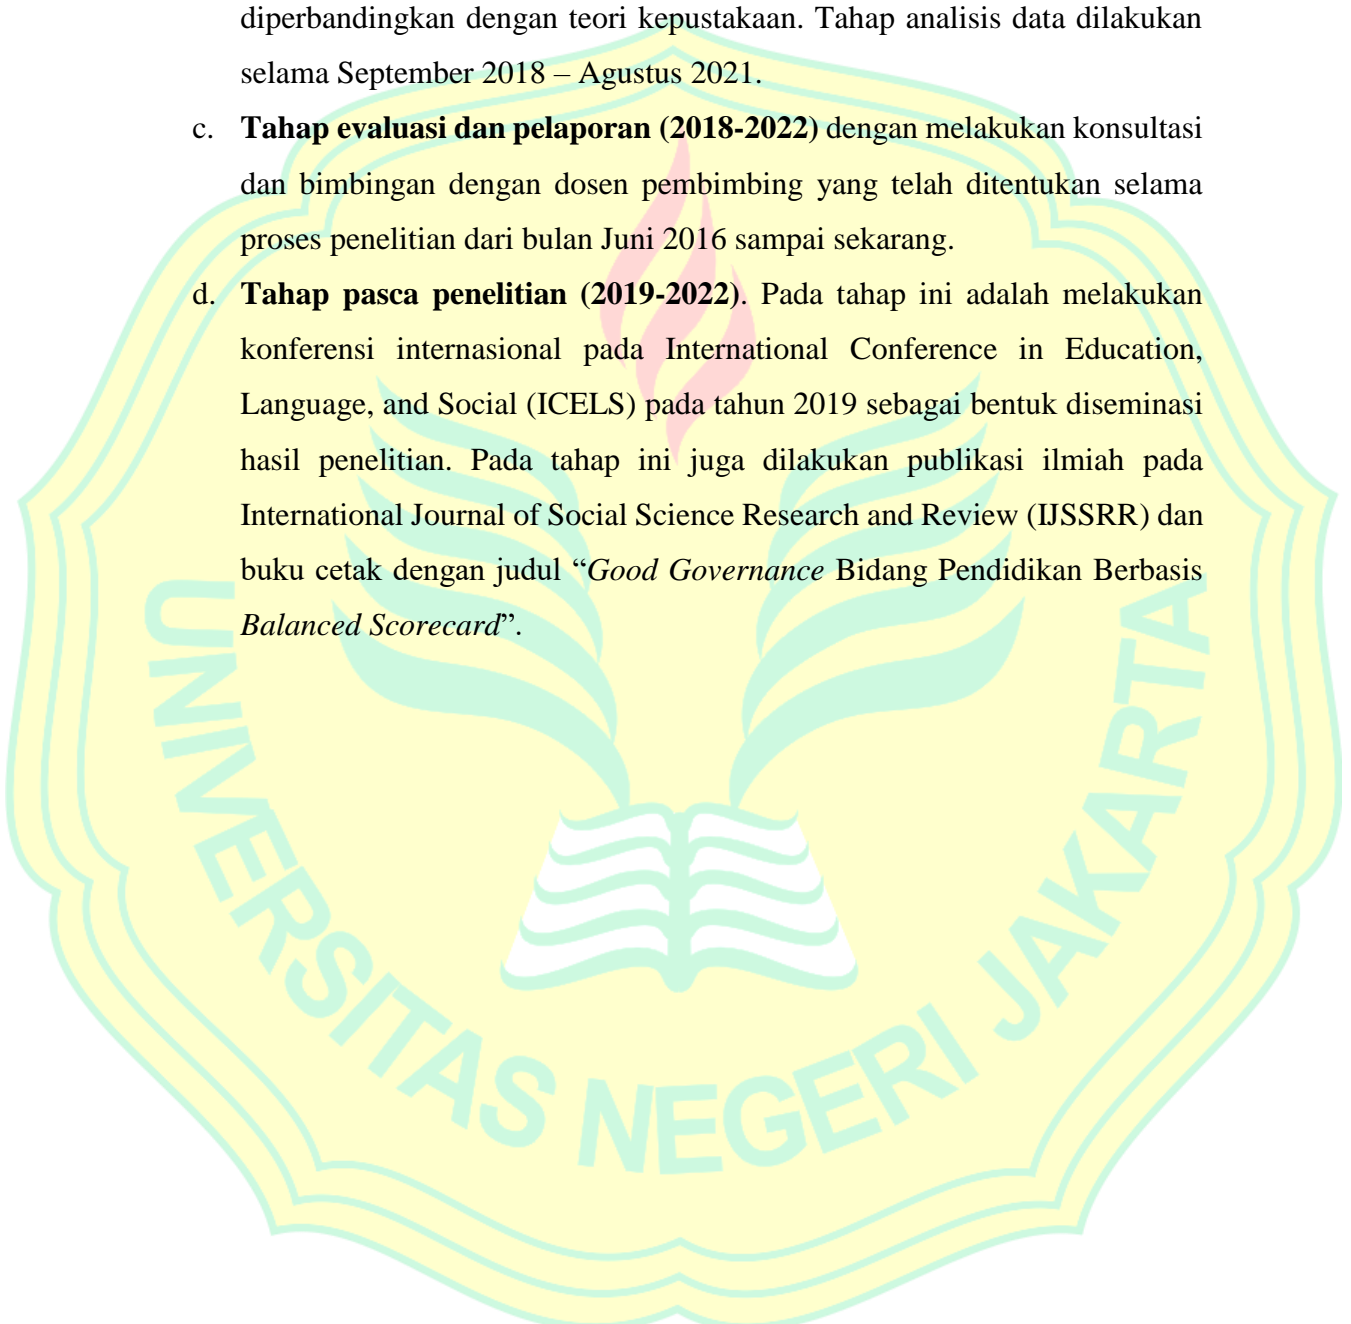 diperbandingkan dengan teori kepustakaan. Tahap analisis data dilakukan
selama September 2018 – Agustus 2021.
c. Tahap evaluasi dan pelaporan (2018-2022) dengan melakukan konsultasi
dan bimbingan dengan dosen pembimbing yang telah ditentukan selama
proses penelitian dari bulan Juni 2016 sampai sekarang.
d. Tahap pasca penelitian (2019-2022). Pada tahap ini adalah melakukan
konferensi internasional pada International Conference in Education,
Language, and Social (ICELS) pada tahun 2019 sebagai bentuk diseminasi
hasil penelitian. Pada tahap ini juga dilakukan publikasi ilmiah pada
International Journal of Social Science Research and Review (IJSSRR) dan
buku cetak dengan judul “Good Governance Bidang Pendidikan Berbasis
Balanced Scorecard”.
UNIVERSITAS NEGERI JAKARTA